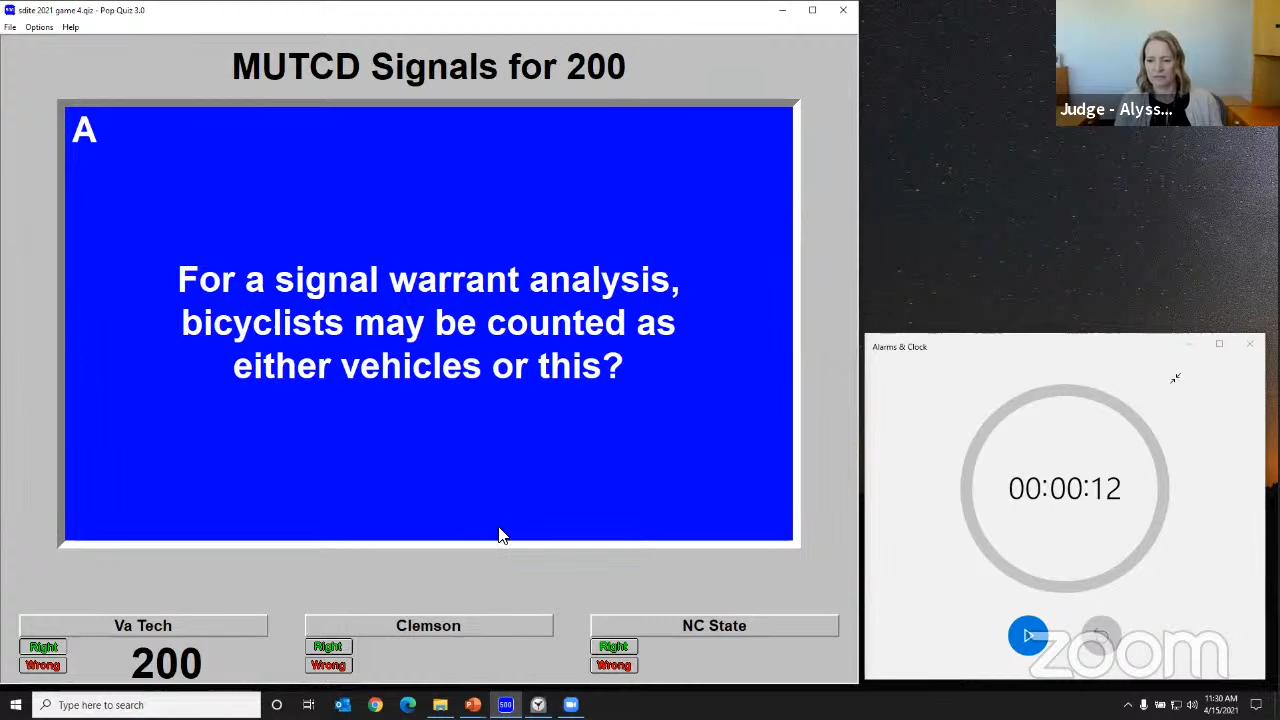 sdite 2021 game 4.qiz - Pop Quiz 3.0
File Options Help
MUTCD Signals for 200
A
For a signal warrant analysis,
bicyclists may be counted as
either vehicles or this?
Va Tech
Right
Wrong
200
Clemson
Right
Wrong
NC State
Right
Wrong
Judge - Alyss...
Alarms & Clock
00:00:12
zoom
Type here to search
500
11:30 AM
4/15/2021